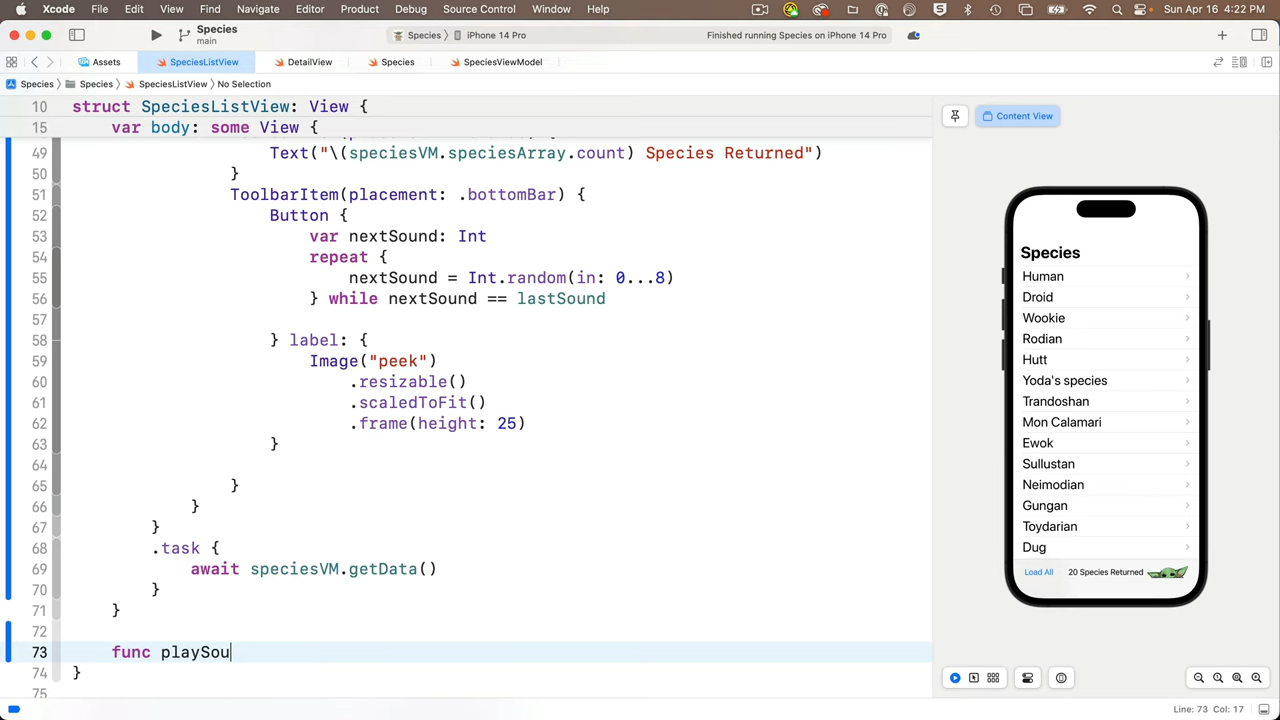 Xcode File Edit View Find Navigate Editor Product Debug Source Control Window Help Sun Apr 16 4:22 PM
Species
main
Species iPhone 14 Pro Finished running Species on iPhone 14 Pro
Assets SpeciesListView DetailView Species SpeciesViewModel
Species Species SpeciesListView No Selection
10 struct SpeciesListView: View {
15 var body: some View {
49 Text("\(speciesVM.speciesArray.count) Species Returned")
50 }
51 ToolbarItem(placement: .bottomBar) {
52 Button {
53 var nextSound: Int
54 repeat {
55 nextSound = Int.random(in: 0...8)
56 } while nextSound == lastSound
57
58 } label: {
59 Image("peek")
60 .resizable()
61 .scaledToFit()
62 .frame(height: 25)
63 }
64
65 }
66 }
67 }
68 .task {
69 await speciesVM.getData()
70 }
71 }
72
73 func playSou
74 }
75
Content View
Species
Human
Droid
Wookie
Rodian
Hutt
Yoda's species
Trandoshan
Mon Calamari
Ewok
Sullustan
Neimodian
Gungan
Toydarian
Dug
Load All 20 Species Returned
Line: 73 Col: 17